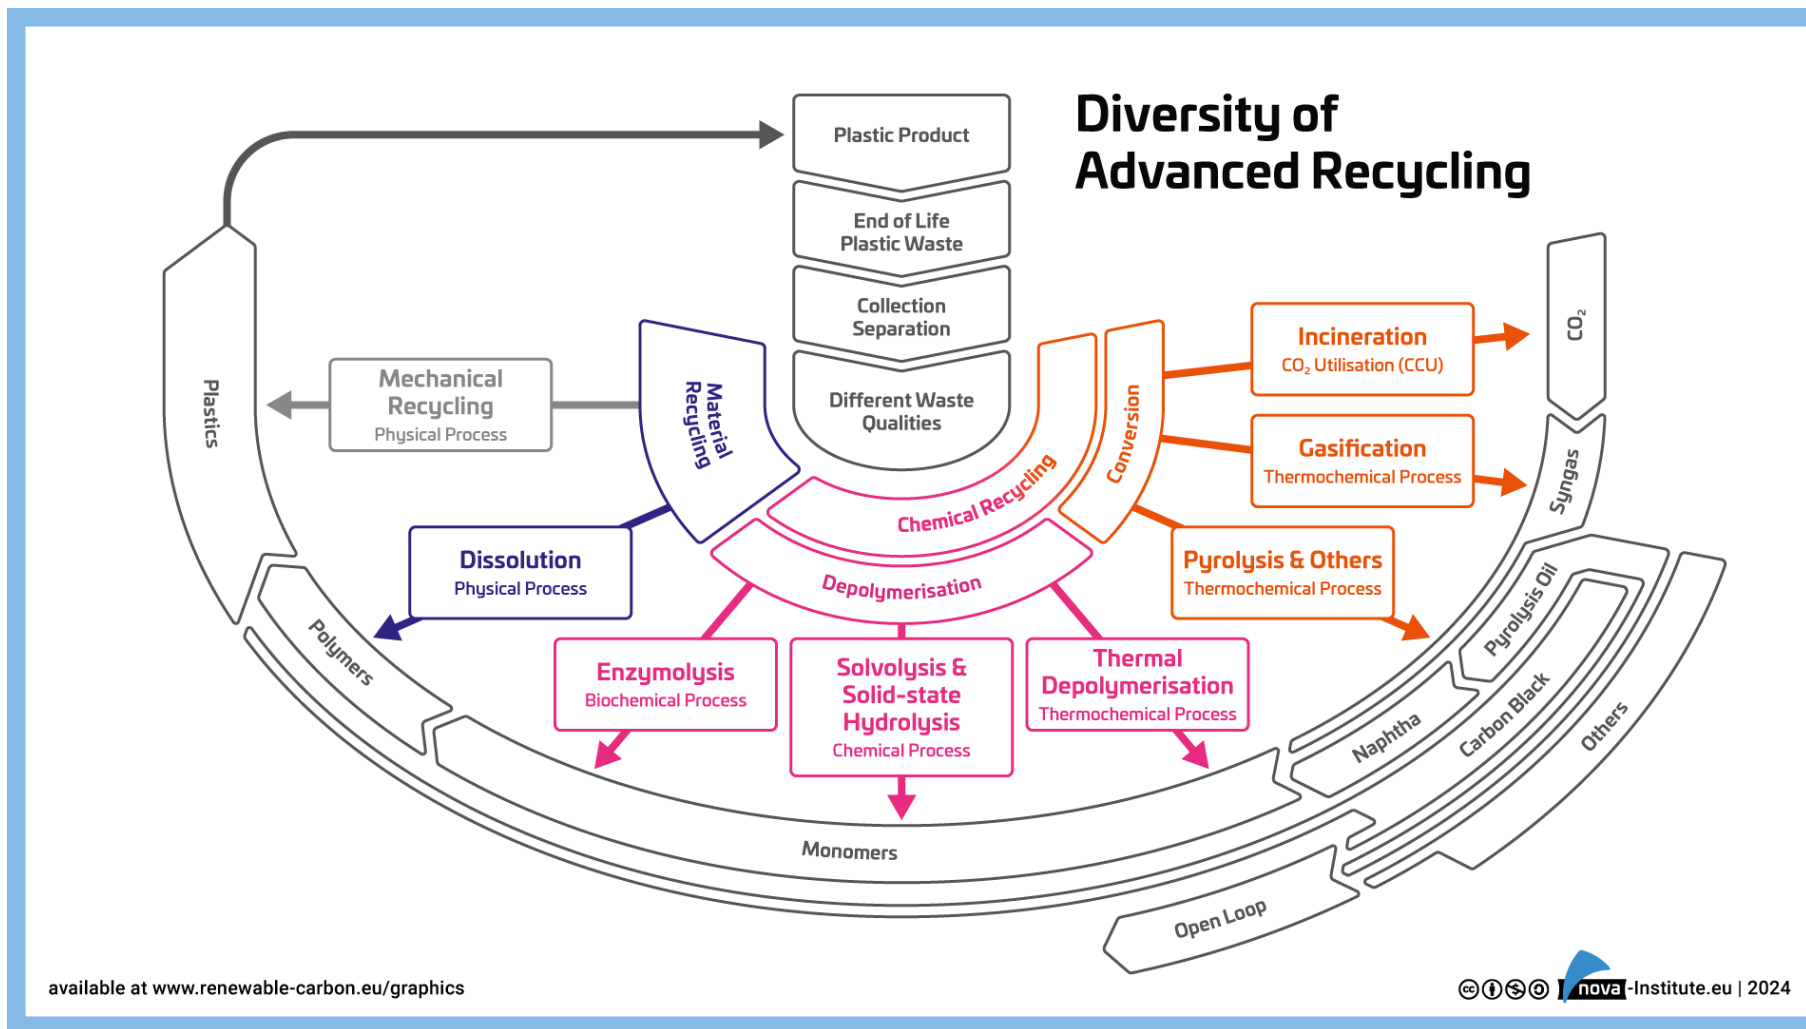 Diversity of
Advanced Recycling
Plastic Product
End of Life
Plastic Waste
Collection
Separation
Different Waste
Qualities
Material
Recycling
Chemical Recycling
Conversion
Depolymerisation
Mechanical
Recycling
Physical Process
Dissolution
Physical Process
Enzymolysis
Biochemical Process
Solvolysis &
Solid-state
Hydrolysis
Chemical Process
Thermal
Depolymerisation
Thermochemical Process
Pyrolysis & Others
Thermochemical Process
Gasification
Thermochemical Process
Incineration
CO₂ Utilisation (CCU)
Plastics
Polymers
Monomers
Naphtha
Pyrolysis Oil
Syngas
CO₂
Carbon Black
Others
Open Loop
available at www.renewable-carbon.eu/graphics
cc
nova-Institute.eu | 2024